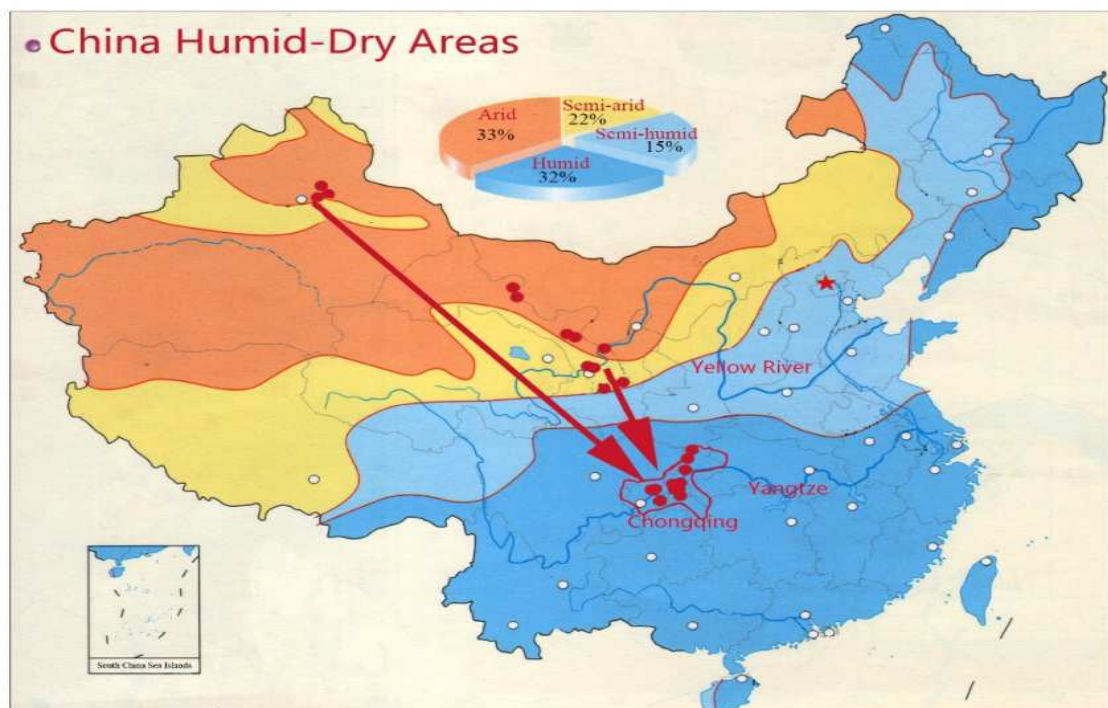 China Humid-Dry Areas
Arid
33%
Semi-arid
22%
Semi-humid
15%
Humid
32%
Yellow River
Yangtze
Chongqing
South China Sea Islands